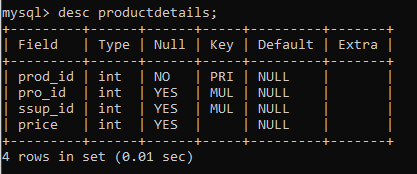 mysql> desc productdetails;
+---------+------+------+-----+---------+-------+
| Field   | Type | Null | Key | Default | Extra |
+---------+------+------+-----+---------+-------+
| prod_id | int  | NO   | PRI | NULL    |       |
| pro_id  | int  | YES  | MUL | NULL    |       |
| ssup_id | int  | YES  | MUL | NULL    |       |
| price   | int  | YES  |     | NULL    |       |
+---------+------+------+-----+---------+-------+
4 rows in set (0.01 sec)